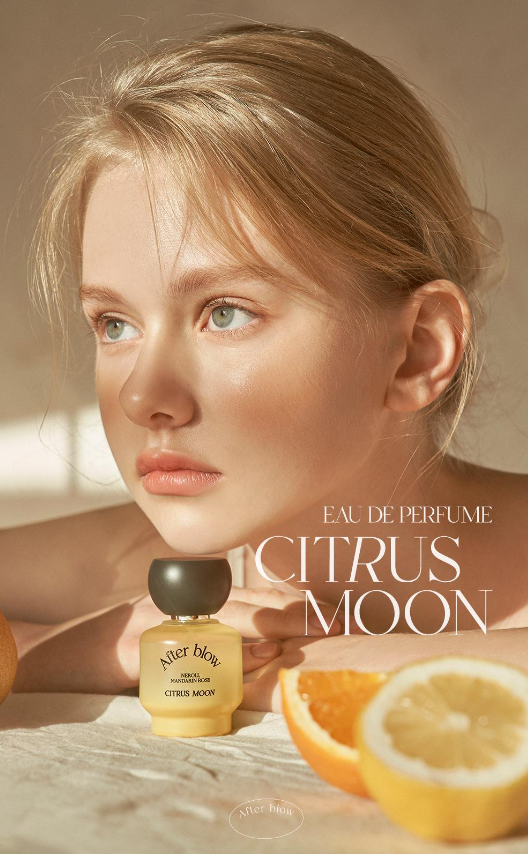 EAU DE PERFUME
CITRUS
MOON
After blow
NEROLI,
MANDARIN ROSE
CITRUS MOON
After blow